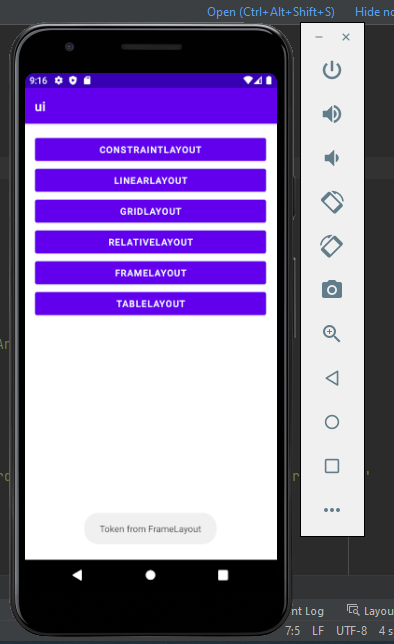 Open (Ctrl+Alt+Shift+S) Hide
9:16
ui
CONSTRAINTLAYOUT
LINEARLAYOUT
GRIDLAYOUT
RELATIVELAYOUT
FRAMELAYOUT
TABLELAYOUT
Token from FrameLayout
nt Log Layou
7:5 LF UTF-8 4 s